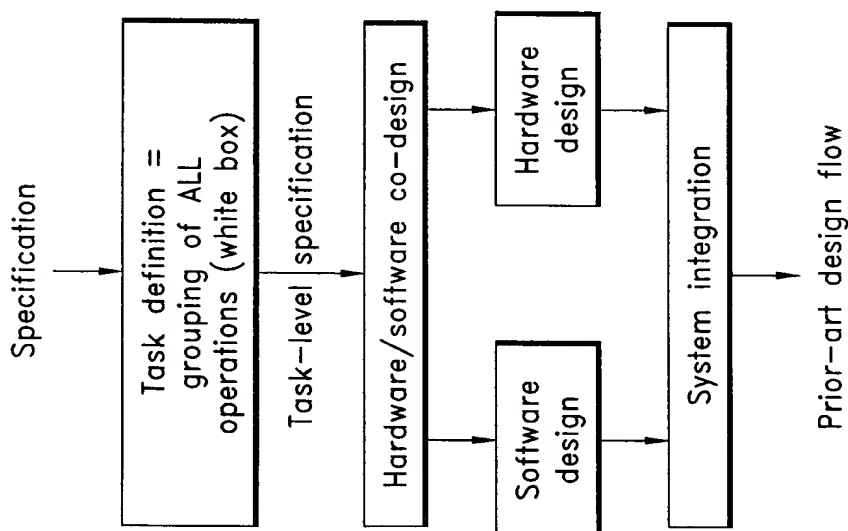 Specification
Task definition =
grouping of ALL
operations (white box)
Task-level specification
Hardware/software co-design
Software
design
Hardware
design
System integration
Prior-art design flow